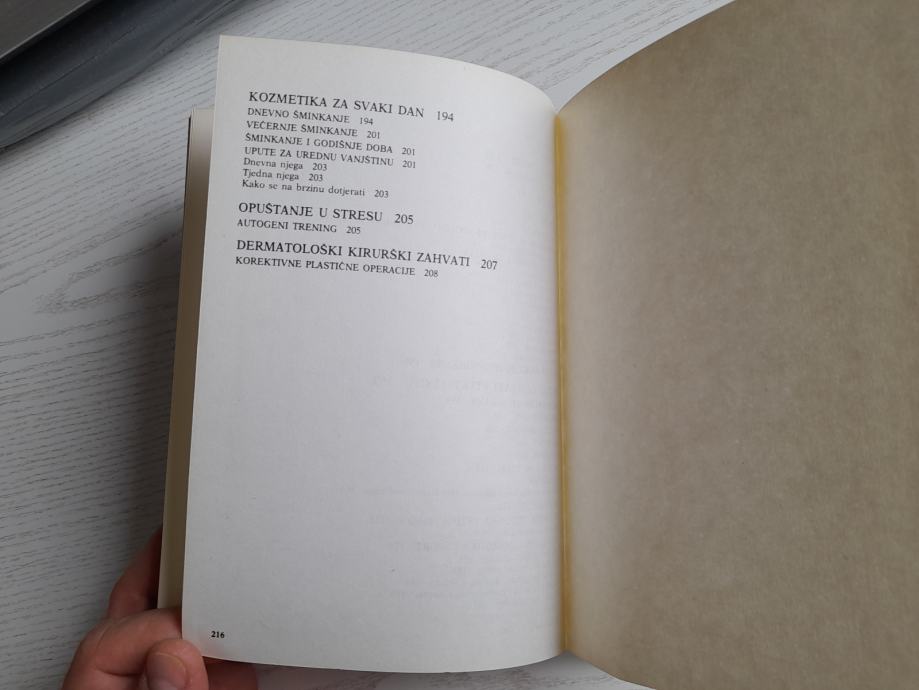 KOZMETIKA ZA SVAKI DAN 194
DNEVNO ŠMINKANJE 194
VEČERNJE ŠMINKANJE 201
ŠMINKANJE I GODIŠNJE DOBA 201
UPUTE ZA UREDNU VANJŠTINU 201
Dnevna njega 203
Tjedna njega 203
Kako se na brzinu dotjerati 203
OPUŠTANJE U STRESU 205
AUTOGENI TRENING 205
DERMATOLOŠKI KIRURŠKI ZAHVATI 207
KOREKTIVNE PLASTIČNE OPERACIJE 208
216